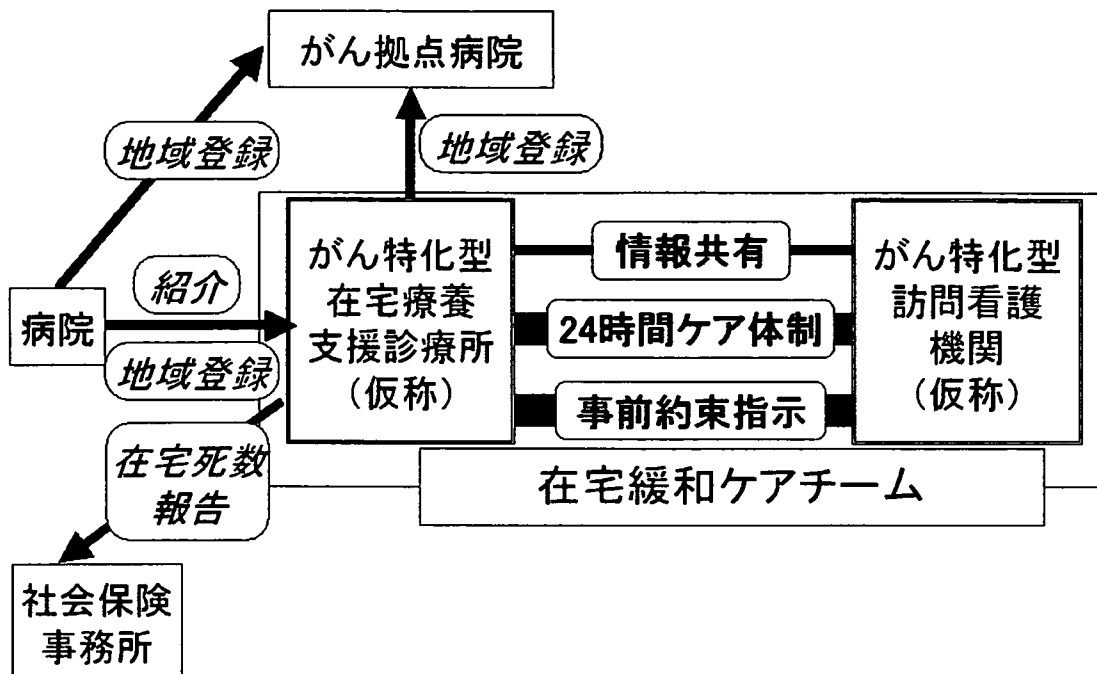 がん拠点病院
地域登録
地域登録
がん特化型
在宅療養
支援診療所
（仮称）
情報共有
24時間ケア体制
事前約束指示
がん特化型
訪問看護
機関
（仮称）
紹介
病院
地域登録
在宅死数
報告
在宅緩和ケアチーム
社会保険
事務所